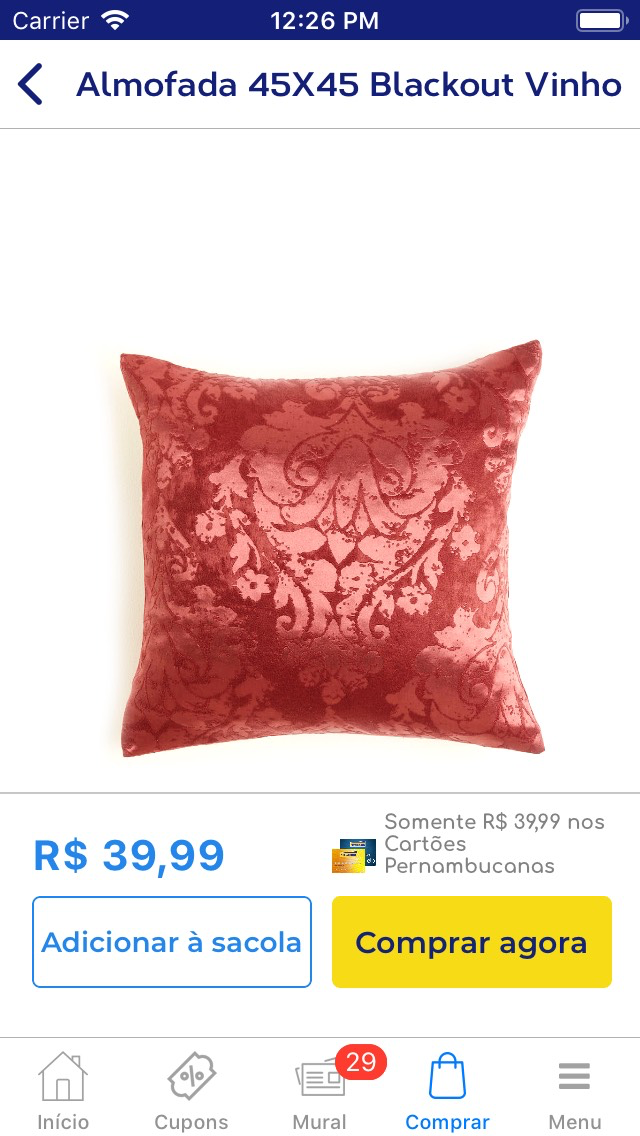 Carrier 12:26 PM
Almofada 45X45 Blackout Vinho
Somente R$ 39,99 nos
Cartões
Pernambucanas
R$ 39,99
Adicionar à sacola
Comprar agora
29
Início Cupons Mural Comprar Menu